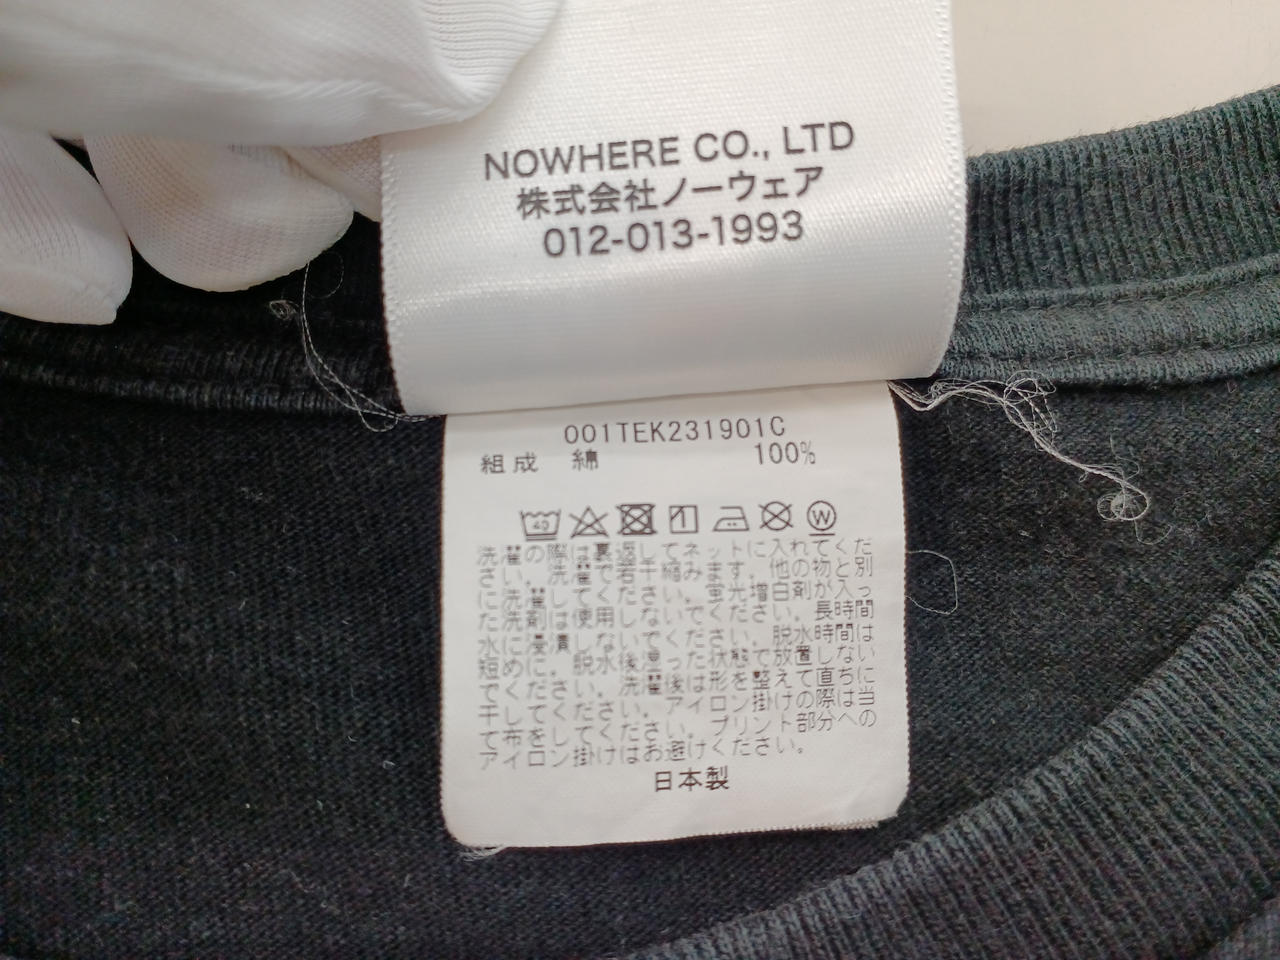 NOWHERE CO., LTD
株式会社ノーウェア
012-013-1993
001TEK231901C
組成 綿 100%
40 W
洗濯の際は裏返してネットに入れてくだ
さい。洗濯で若干縮みます。他の物と別
に洗濯してください。蛍光増白剤が入っ
た洗剤は使用しないでください。長時間
水に浸漬しないでください。脱水時間は
短めに。脱水後湿った状態で放置しない
でください。洗濯後は形を整えて直ちに
干してください。アイロン掛けの際は当
て布をしてください。プリント部分への
アイロン掛けはお避けください。
日本製